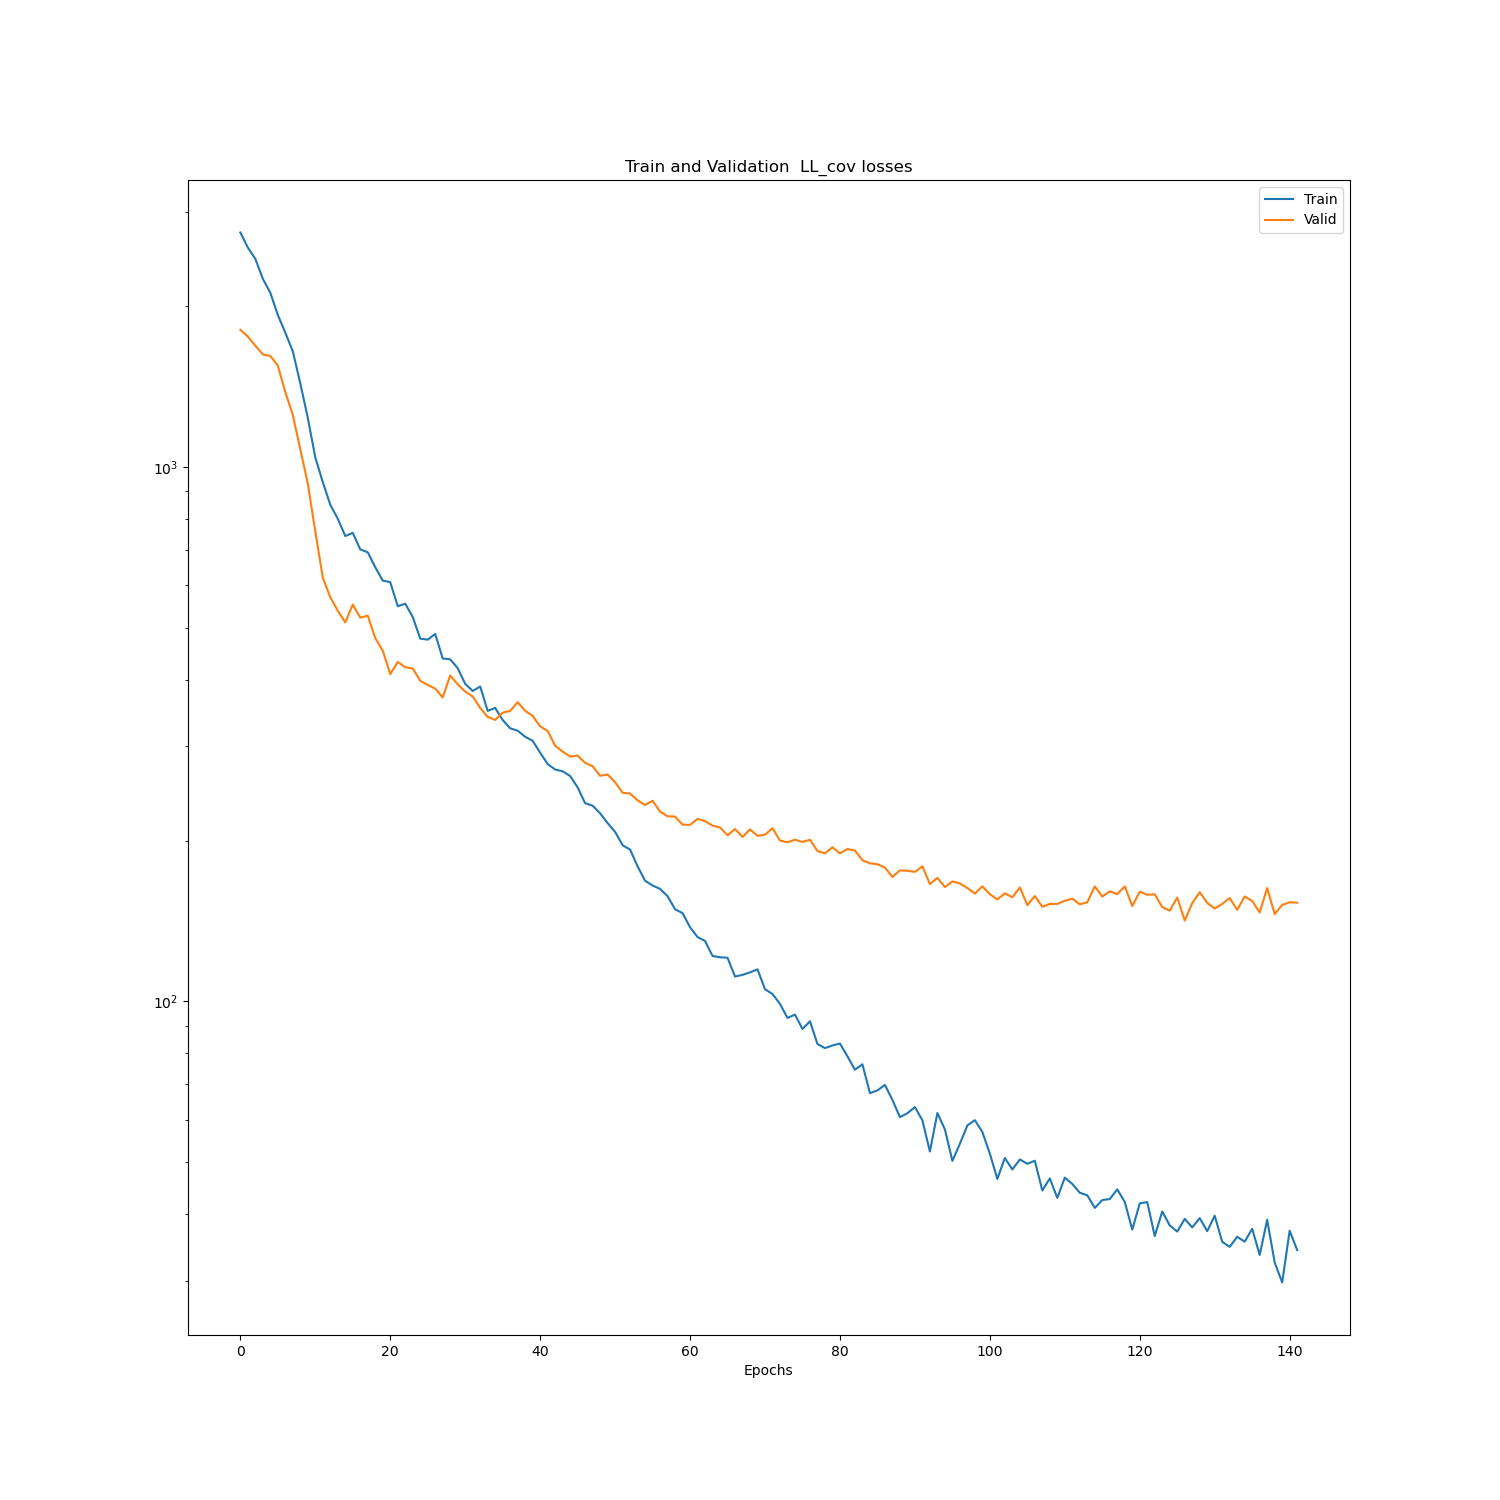 Train and Validation  LL_cov losses
Train
Valid
10³
10²
0 20 40 60 80 100 120 140
Epochs